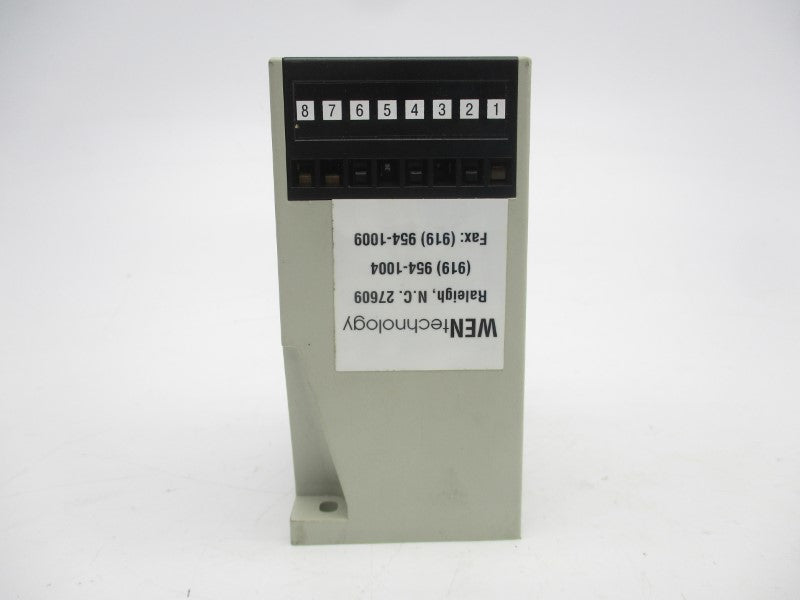 8 7 6 5 4 3 2 1
WENtechnology
Raleigh, N.C. 27609
(919) 954-1004
Fax: (919) 954-1009